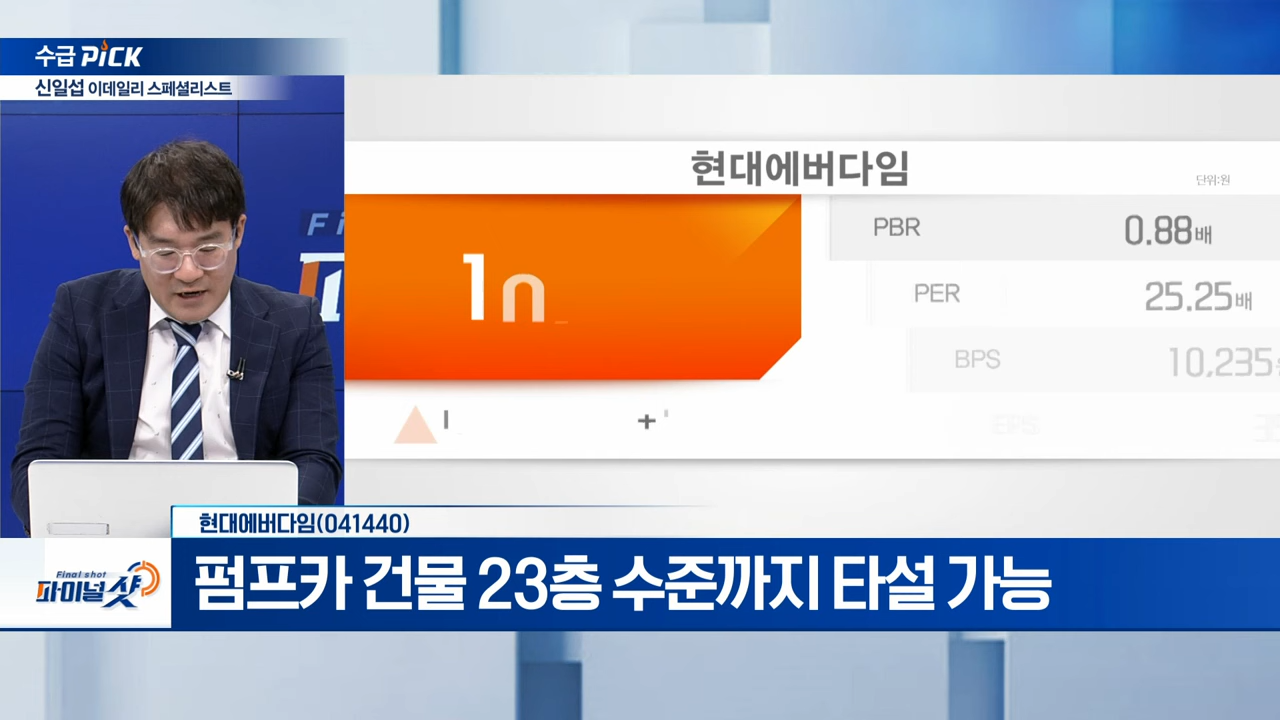 수급 PiCK
신일섭 이데일리 스페셜리스트
현대에버다임
단위:원
PBR 0.88배
PER 25.25배
BPS 10,235
EPS
현대에버다임(041440)
Final shot
파이널샷
펌프카 건물 23층 수준까지 타설 가능